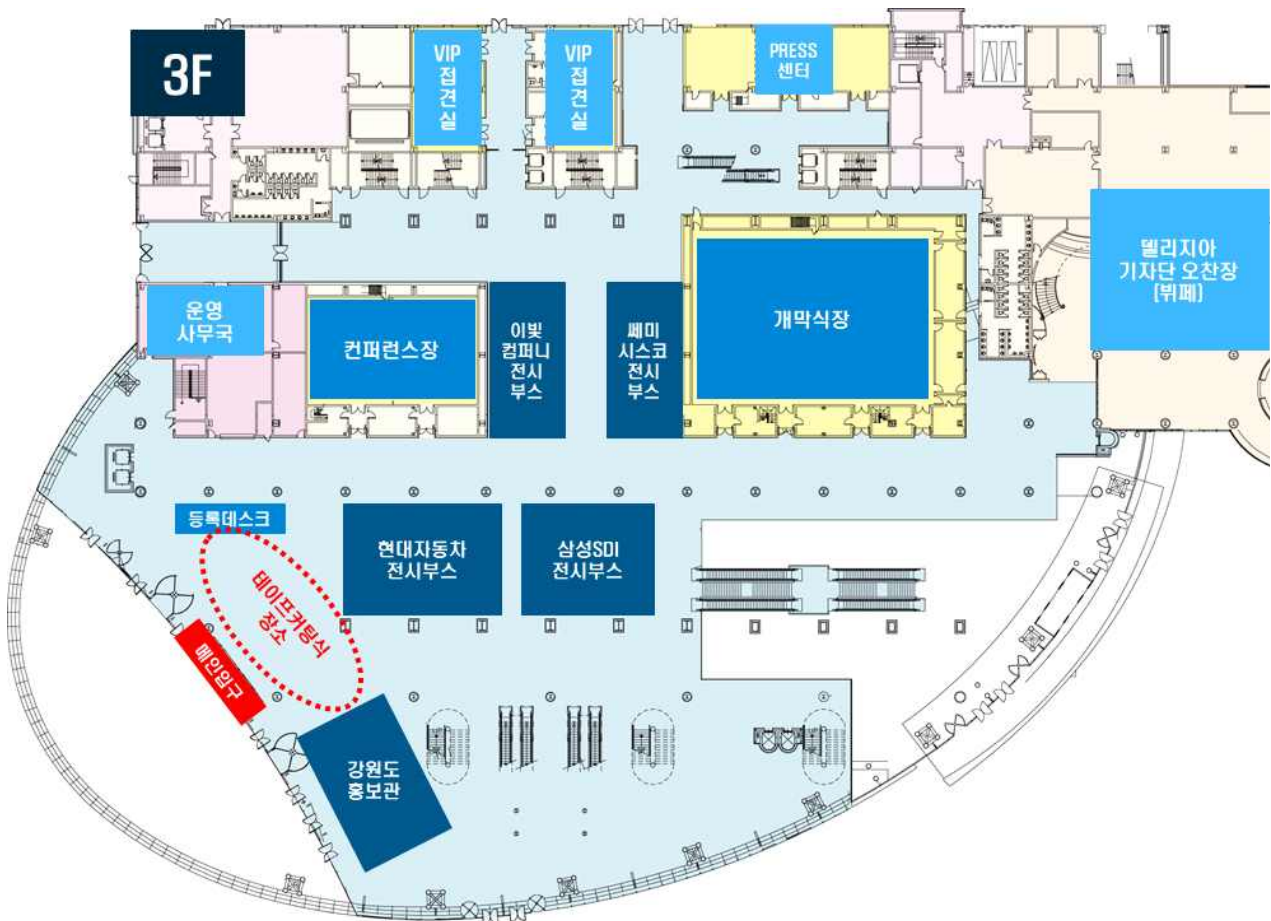 3F
VIP
접견실
VIP
접견실
PRESS
센터
델리지아
기자단 오찬장
(뷔페)
운영
사무국
컨퍼런스장
이빛
컴퍼니
전시
부스
쎄미
시스코
전시
부스
개막식장
등록데스크
현대자동차
전시부스
삼성SDI
전시부스
테이프커팅식
장소
메인입구
강원도
홍보관